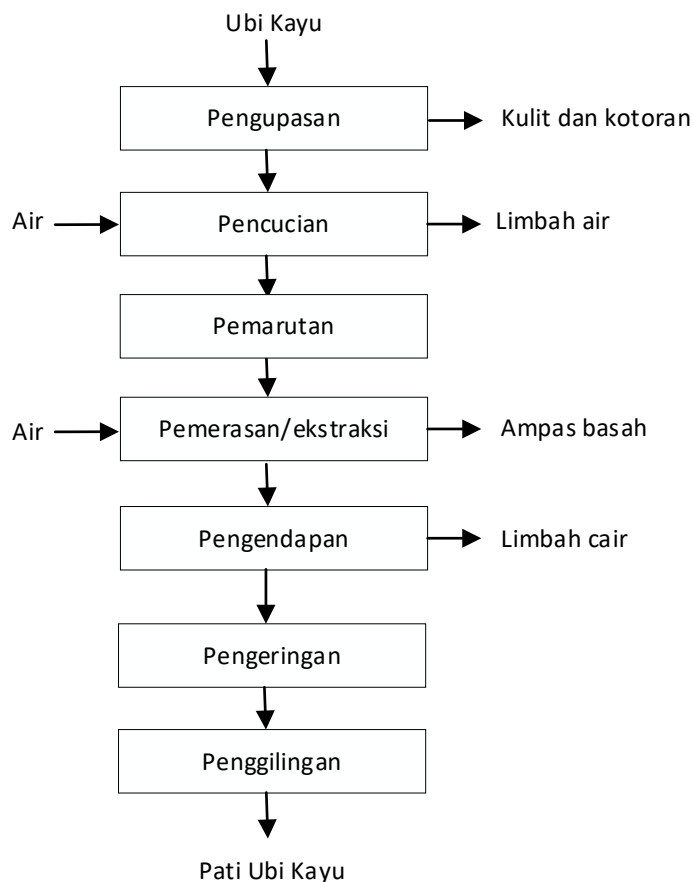 Ubi Kayu
Pengupasan
Kulit dan kotoran
Air
Pencucian
Limbah air
Pemarutan
Air
Pemerasan/ekstraksi
Ampas basah
Pengendapan
Limbah cair
Pengeringan
Penggilingan
Pati Ubi Kayu